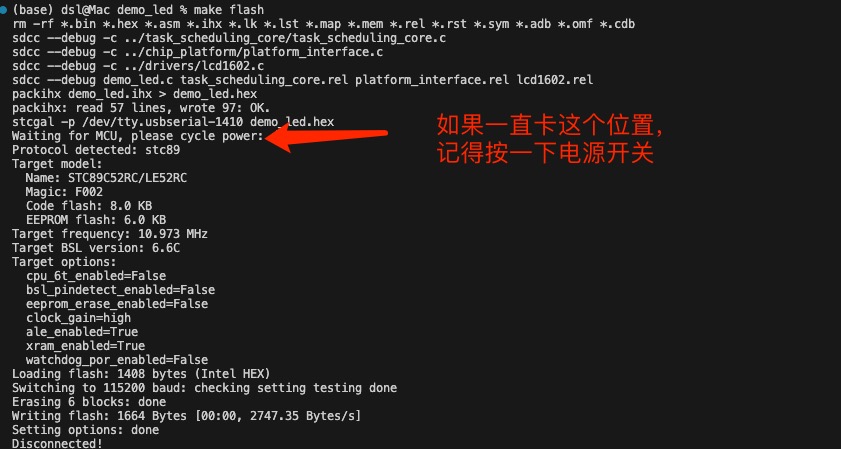 (base) dsl@Mac demo_led % make flash
rm -rf *.bin *.hex *.asm *.ihx *.lk *.lst *.map *.mem *.rel *.rst *.sym *.adb *.omf *.cdb
sdcc --debug -c ../task_scheduling_core/task_scheduling_core.c
sdcc --debug -c ../chip_platform/platform_interface.c
sdcc --debug -c ../drivers/lcd1602.c
sdcc --debug demo_led.c task_scheduling_core.rel platform_interface.rel lcd1602.rel
packihx demo_led.ihx > demo_led.hex
packihx: read 57 lines, wrote 97: OK.
stcgal -p /dev/tty.usbserial-1410 demo_led.hex
Waiting for MCU, please cycle power:
如果一直卡这个位置，
记得按一下电源开关
Protocol detected: stc89
Target model:
  Name: STC89C52RC/LE52RC
  Magic: F002
  Code flash: 8.0 KB
  EEPROM flash: 6.0 KB
Target frequency: 10.973 MHz
Target BSL version: 6.6C
Target options:
  cpu_6t_enabled=False
  bsl_pindetect_enabled=False
  eeprom_erase_enabled=False
  clock_gain=high
  ale_enabled=True
  xram_enabled=True
  watchdog_por_enabled=False
Loading flash: 1408 bytes (Intel HEX)
Switching to 115200 baud: checking setting testing done
Erasing 6 blocks: done
Writing flash: 1664 Bytes [00:00, 2747.35 Bytes/s]
Setting options: done
Disconnected!